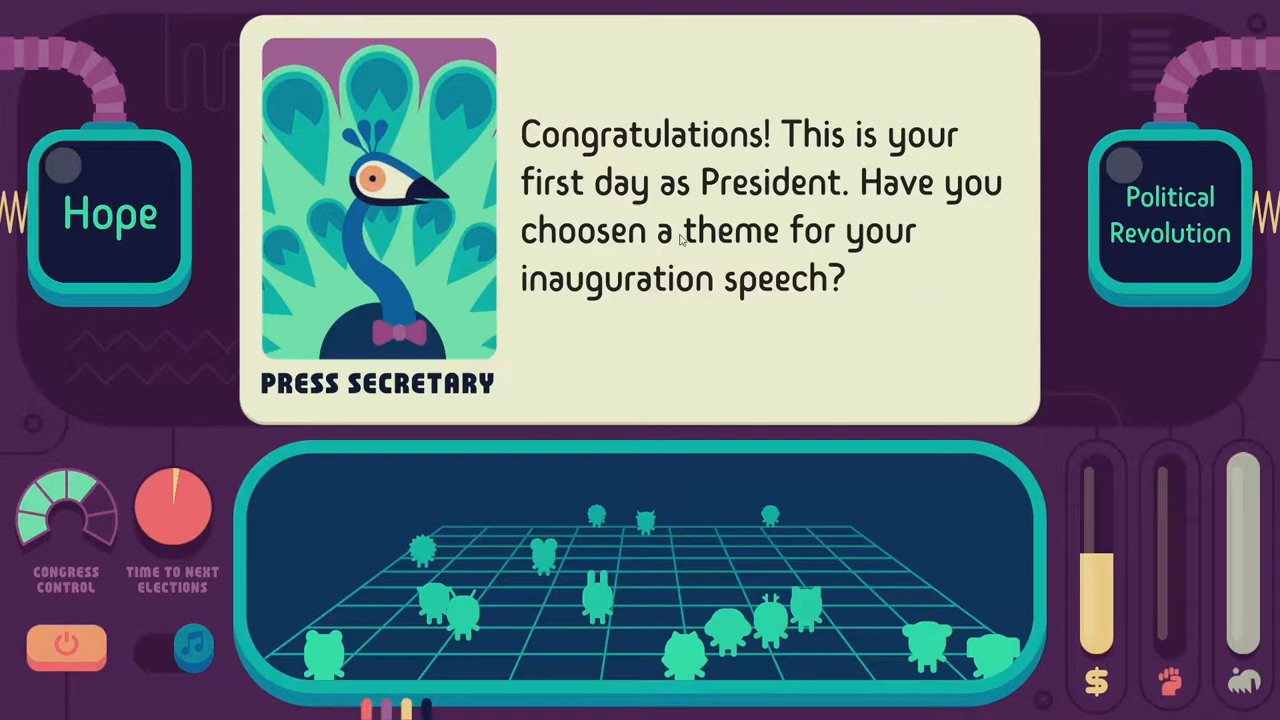 Congratulations! This is your
first day as President. Have you
choosen a theme for your
inauguration speech?
PRESS SECRETARY
Hope
Political
Revolution
CONGRESS
CONTROL
TIME TO NEXT
ELECTIONS
$